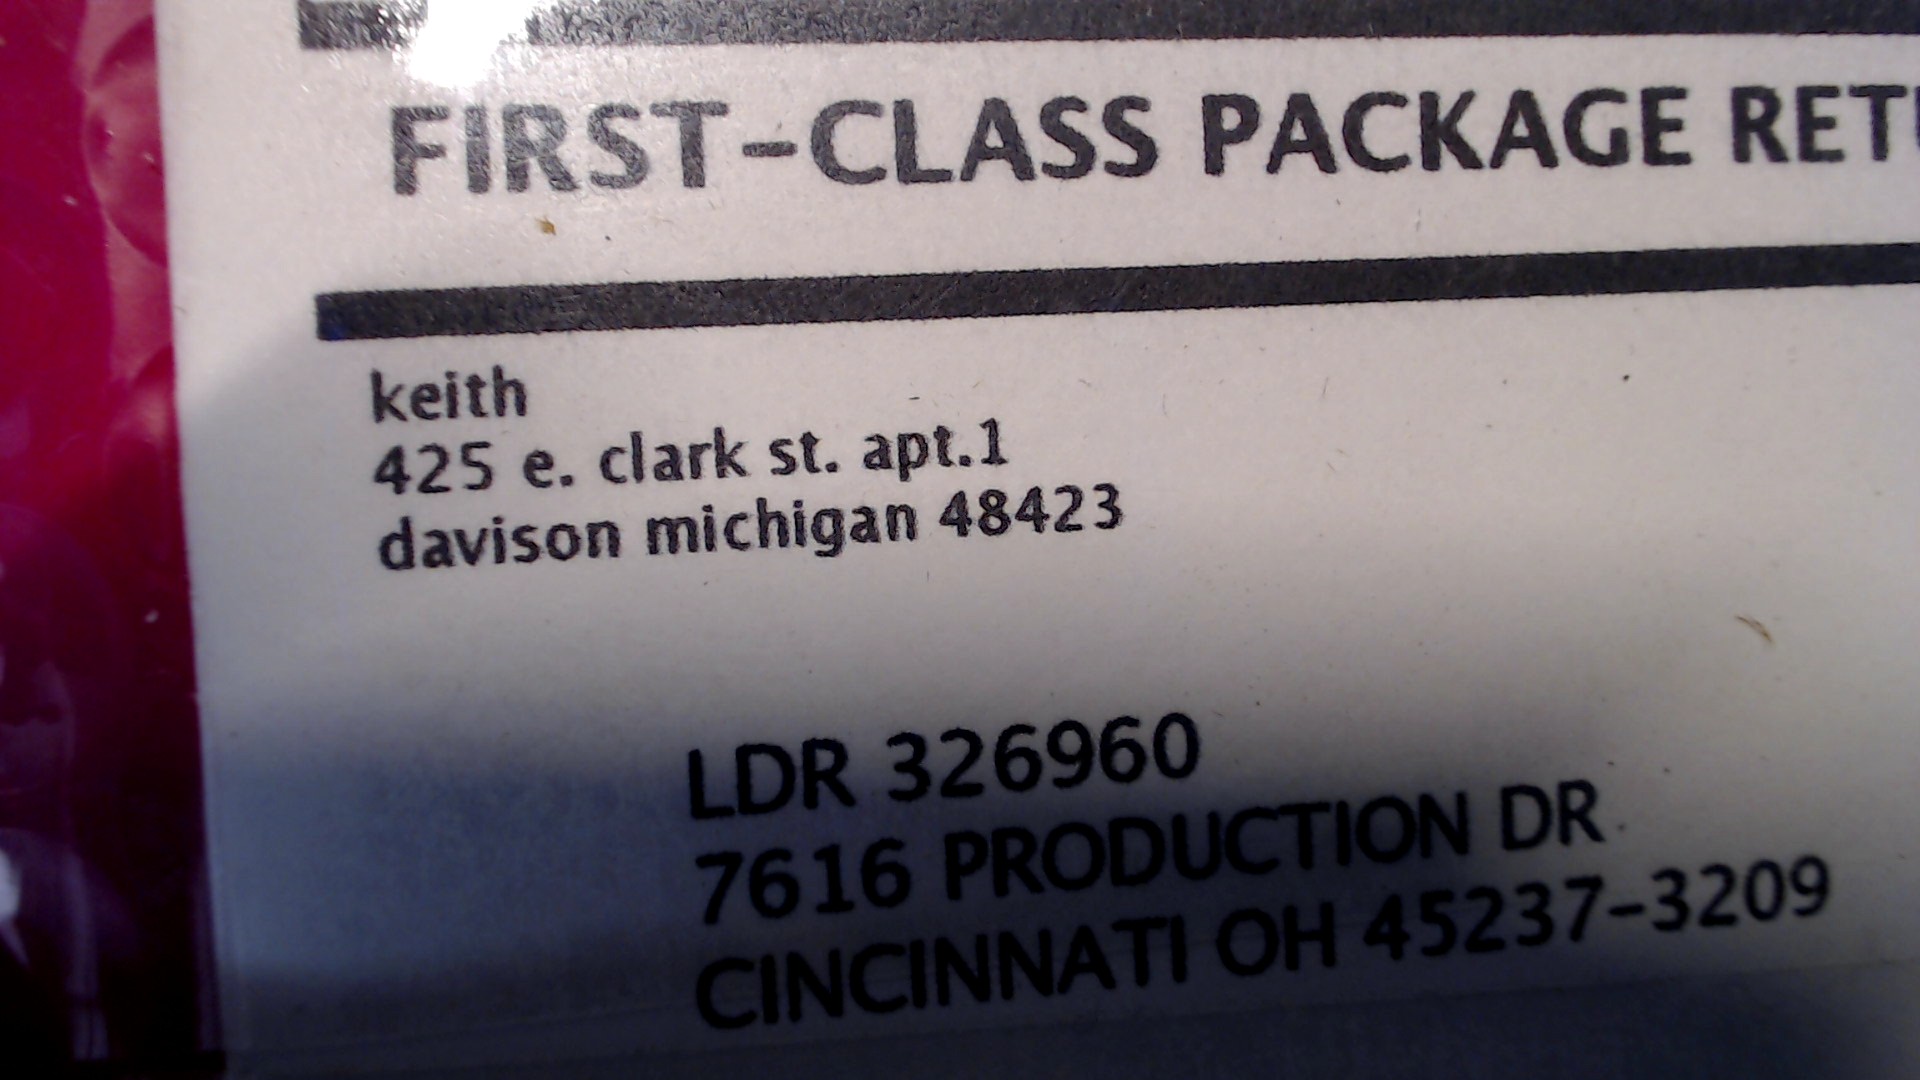 FIRST-CLASS PACKAGE
keith
425 e. clark st. apt.1
davison michigan 48423
LDR 326960
7616 PRODUCTION DR
CINCINNATI OH 45237-3209